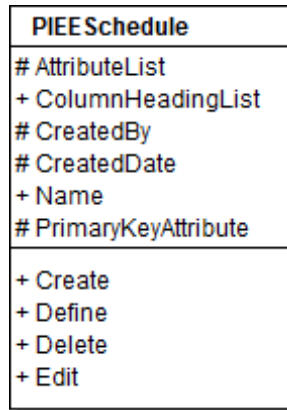 PIEESchedule
# AttributeList
+ ColumnHeadingList
# CreatedBy
# CreatedDate
+ Name
# PrimaryKeyAttribute
+ Create
+ Define
+ Delete
+ Edit